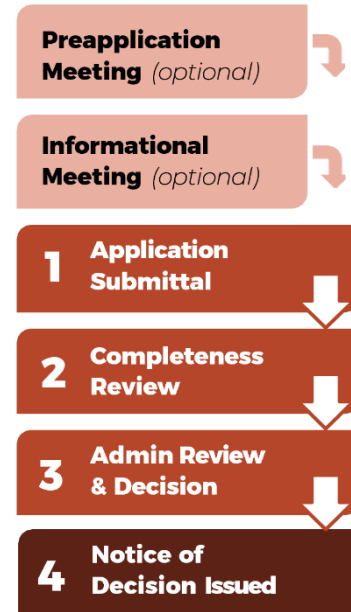 Preapplication
Meeting (optional)
Informational
Meeting (optional)
1 Application
Submittal
2 Completeness
Review
3 Admin Review
& Decision
4 Notice of
Decision Issued